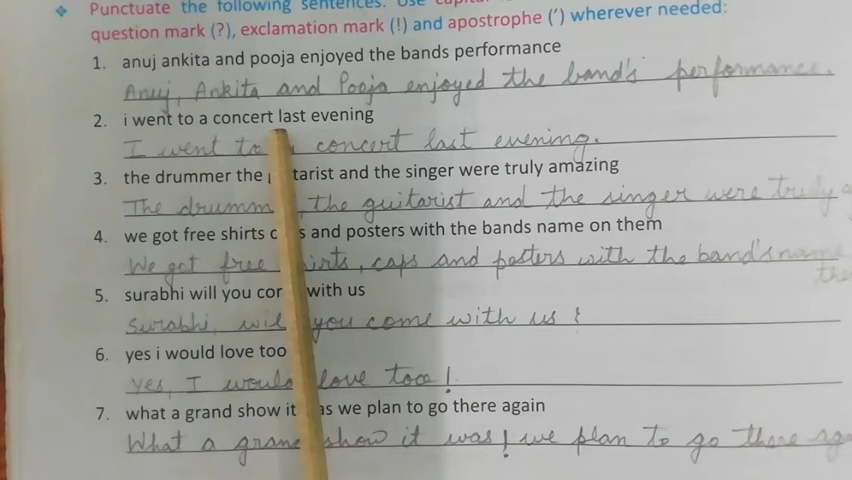 Punctuate the following sentences. Use
question mark (?), exclamation mark (!) and apostrophe (’) wherever needed:
1. anuj ankita and pooja enjoyed the bands performance
Anuj, Ankita and Pooja enjoyed the band's performance.
2. i went to a concert last evening
I went to concert last evening.
3. the drummer the tarist and the singer were truly amazing
The drumm , the guitarist and the singer were truly
4. we got free shirts c s and posters with the bands name on them
We got free irts, caps and posters with the band's name
5. surabhi will you co with us
Surabhi, wil you come with us ?
6. yes i would love too
Yes, I would love too!
7. what a grand show it as we plan to go there again
What a grand show it was! we plan to go there